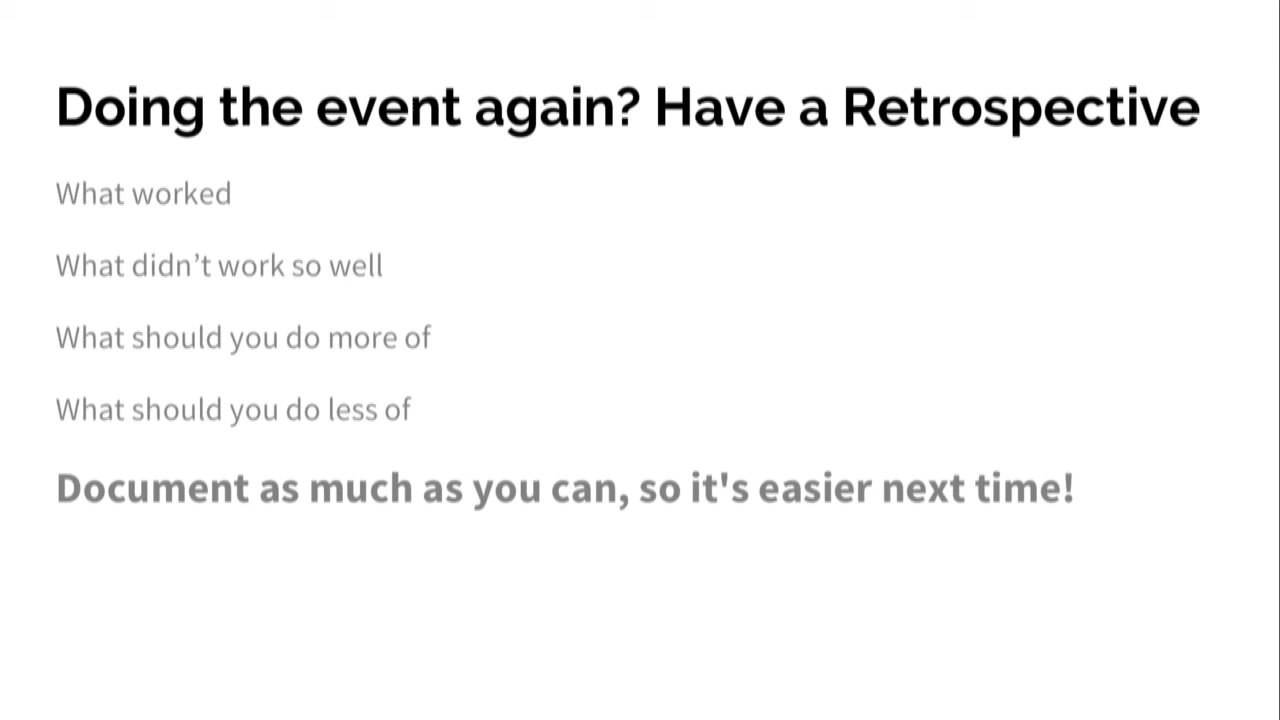 Doing the event again? Have a Retrospective
What worked
What didn’t work so well
What should you do more of
What should you do less of
Document as much as you can, so it's easier next time!